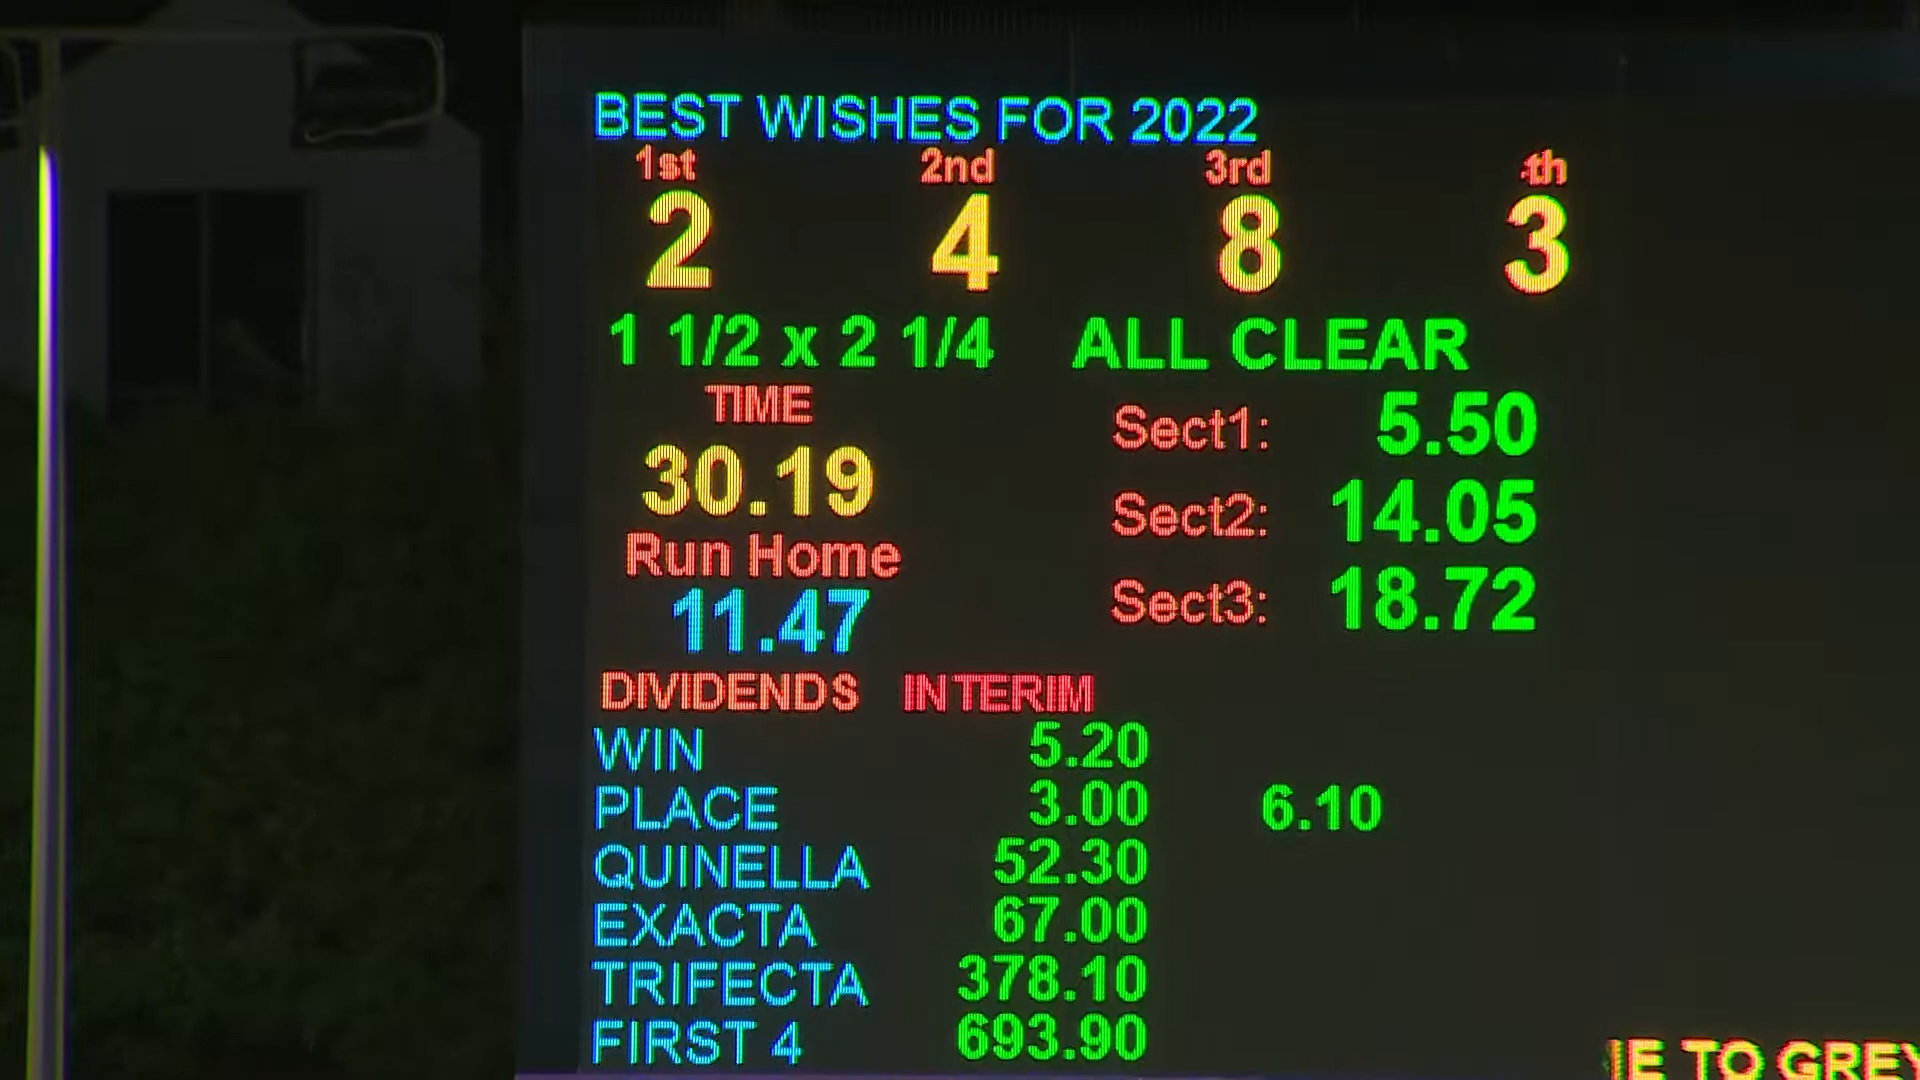 BEST WISHES FOR 2022
1st 2nd 3rd th
2 4 8 3
1 1/2 x 2 1/4 ALL CLEAR
TIME
Sect1: 5.50
30.19
Sect2: 14.05
Run Home
Sect3: 18.72
11.47
DIVIDENDS INTERIM
WIN 5.20
PLACE 3.00 6.10
QUINELLA 52.30
EXACTA 67.00
TRIFECTA 378.10
FIRST 4 693.90
E TO GREY